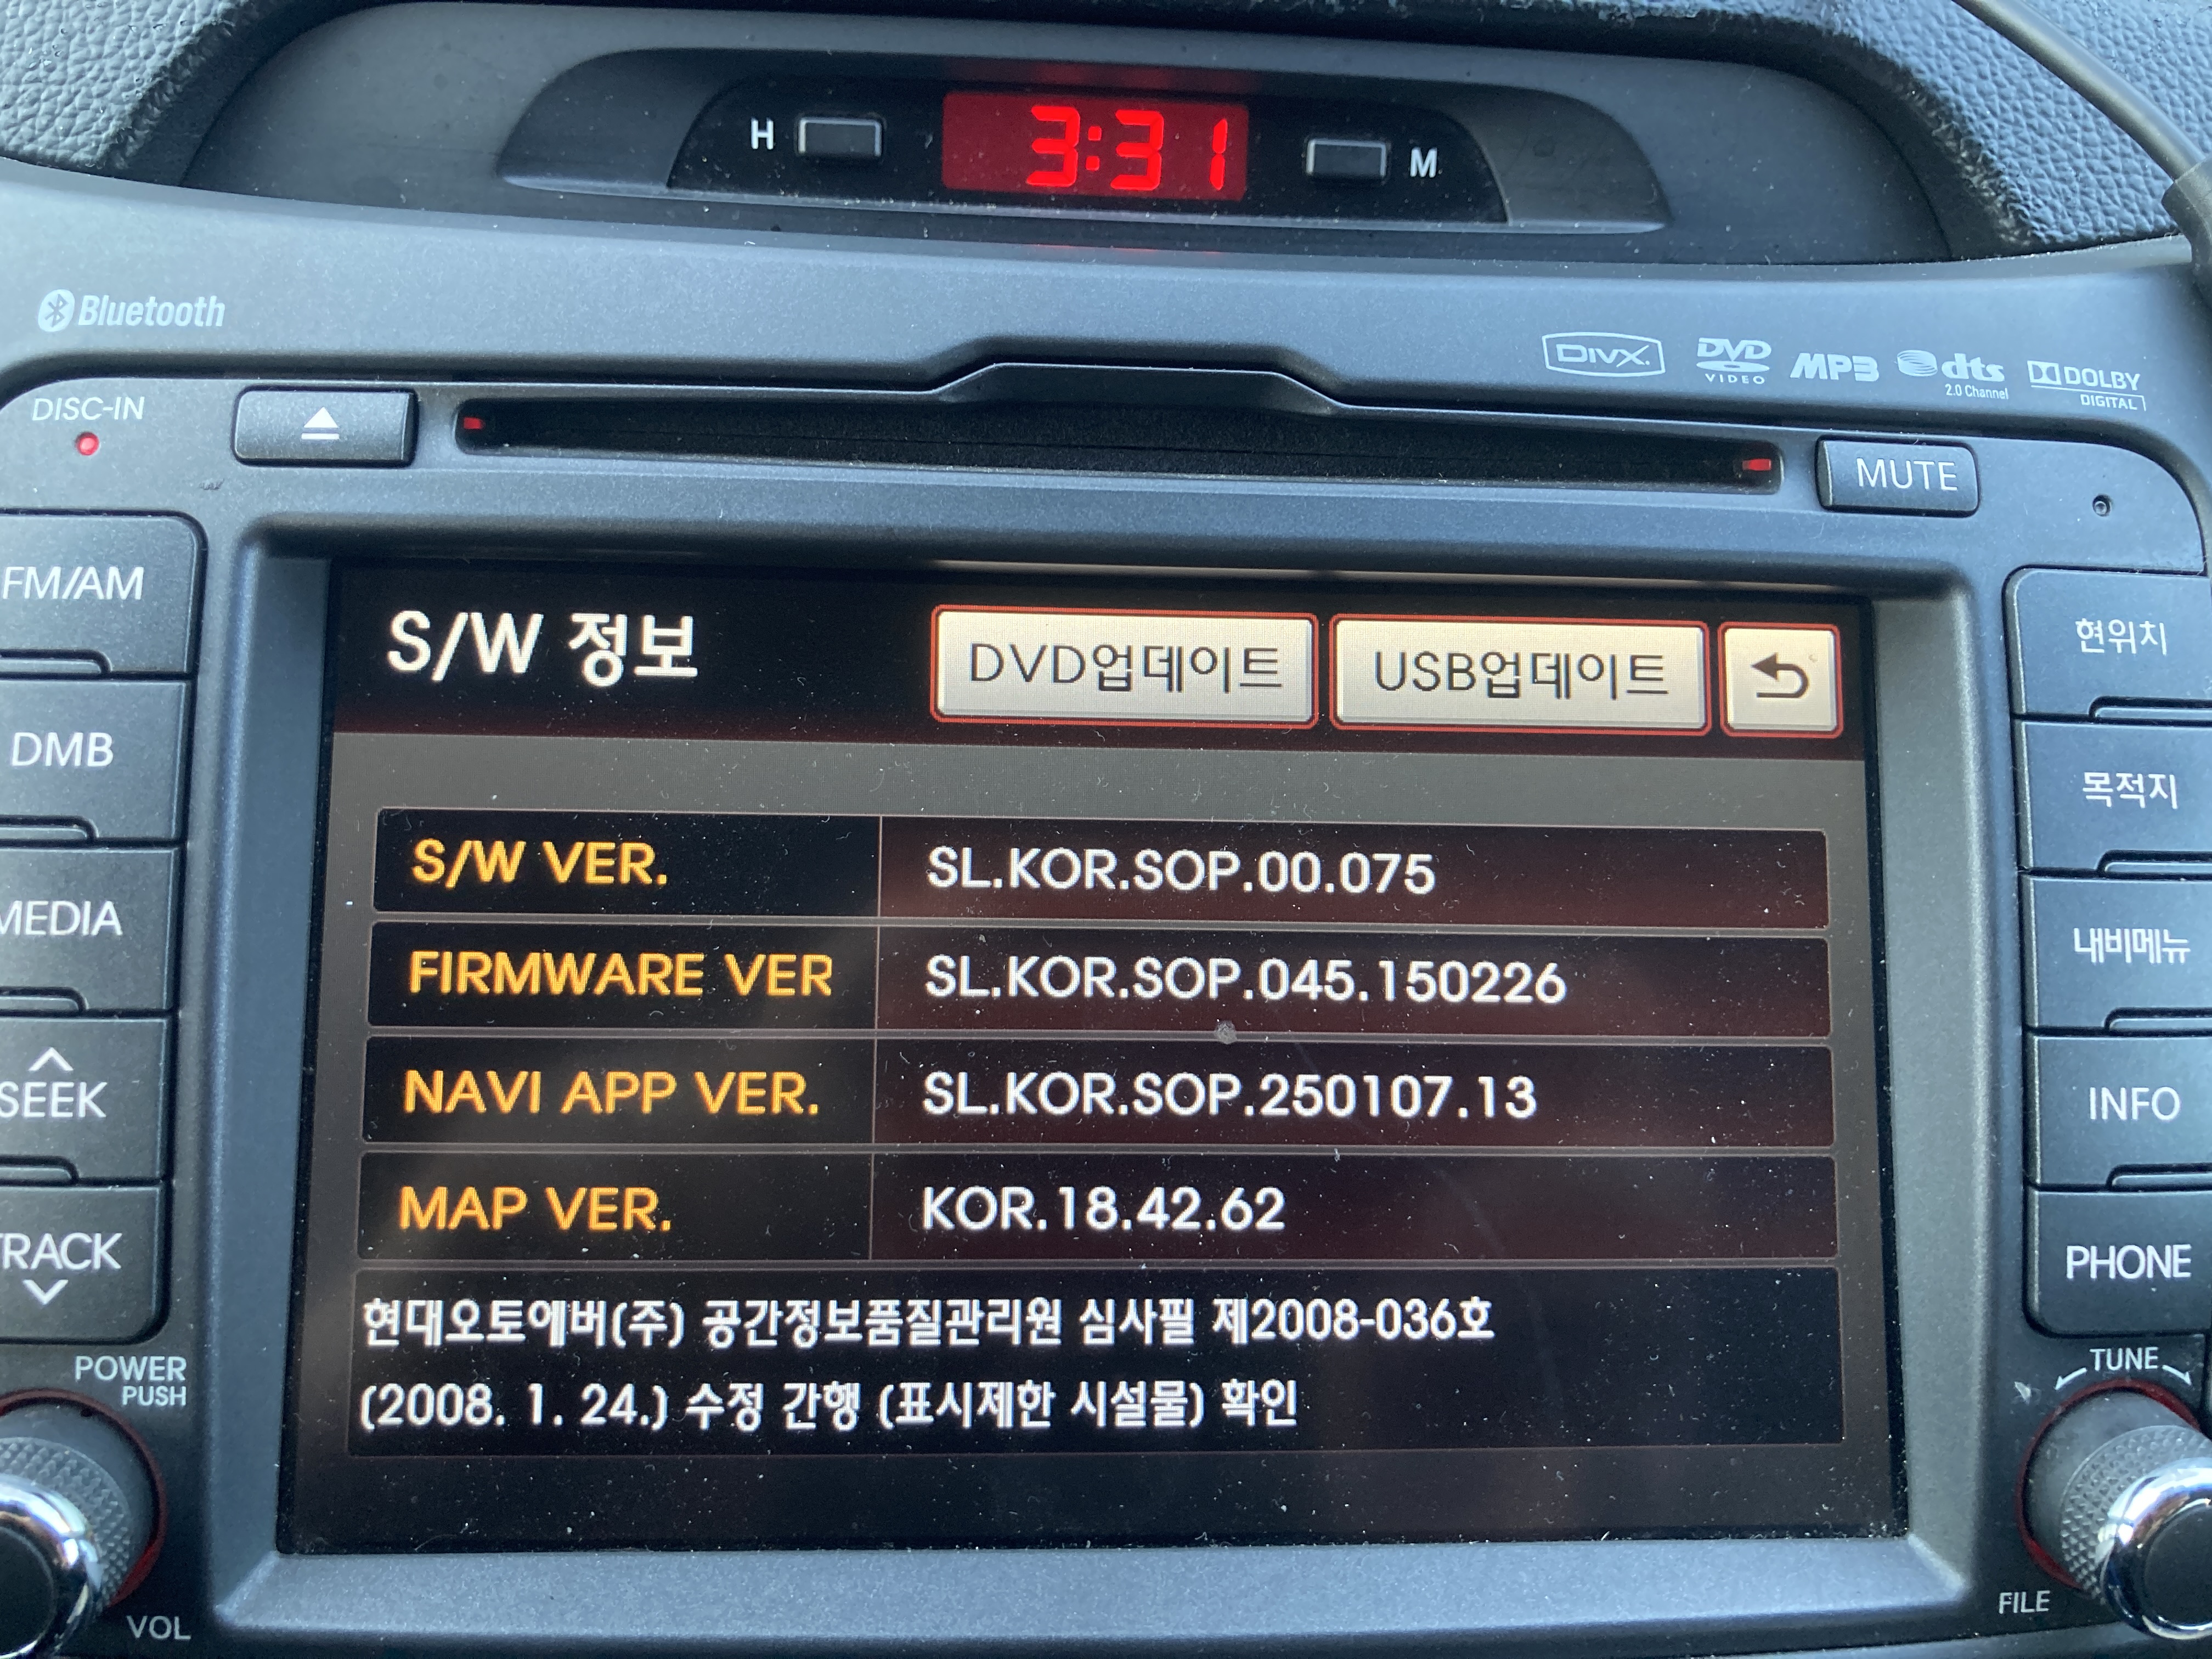 H 3:31 M
Bluetooth
DIVX DVD VIDEO MP3 dts 2.0 Channel DOLBY DIGITAL
DISC-IN
MUTE
FM/AM
DMB
MEDIA
SEEK
TRACK
POWER
PUSH
VOL
S/W 정보 DVD업데이트 USB업데이트
S/W VER. SL.KOR.SOP.00.075
FIRMWARE VER SL.KOR.SOP.045.150226
NAVI APP VER. SL.KOR.SOP.250107.13
MAP VER. KOR.18.42.62
현대오토에버(주) 공간정보품질관리원 심사필 제2008-036호
(2008. 1. 24.) 수정 간행 (표시제한 시설물) 확인
현위치
목적지
내비메뉴
INFO
PHONE
TUNE
FILE